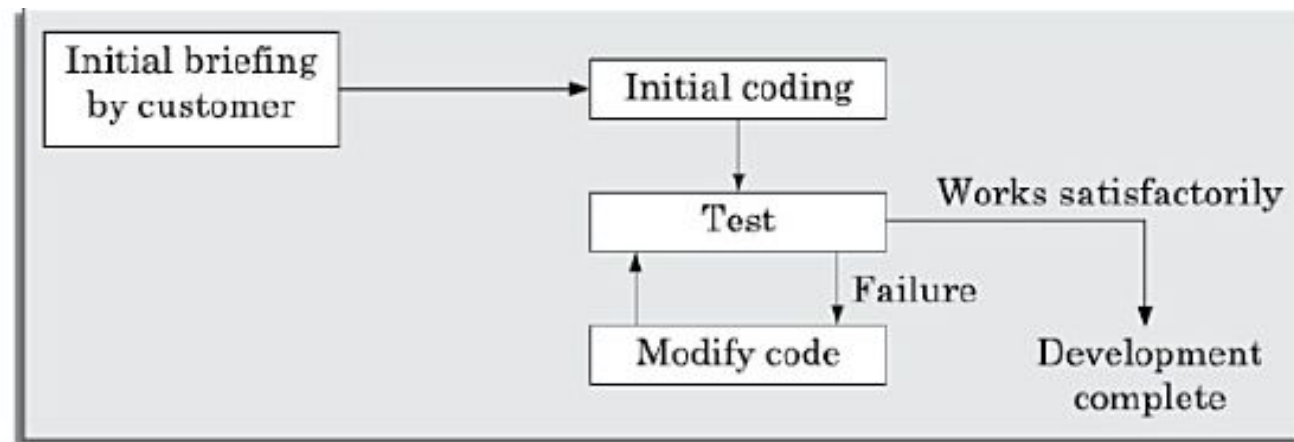 Initial briefing
by customer
Initial coding
Works satisfactorily
Test
Failure
Modify code
Development
complete